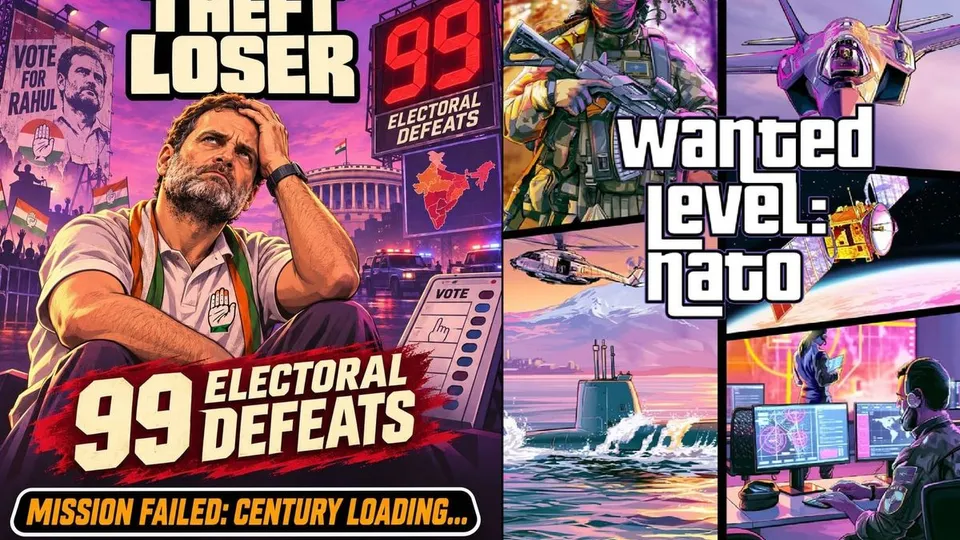 THEFT
LOSER
VOTE
FOR
RAHUL
99
ELECTORAL
DEFEATS
VOTE
99 ELECTORAL
DEFEATS
MISSION FAILED: CENTURY LOADING...
Wanted
Level:
nato